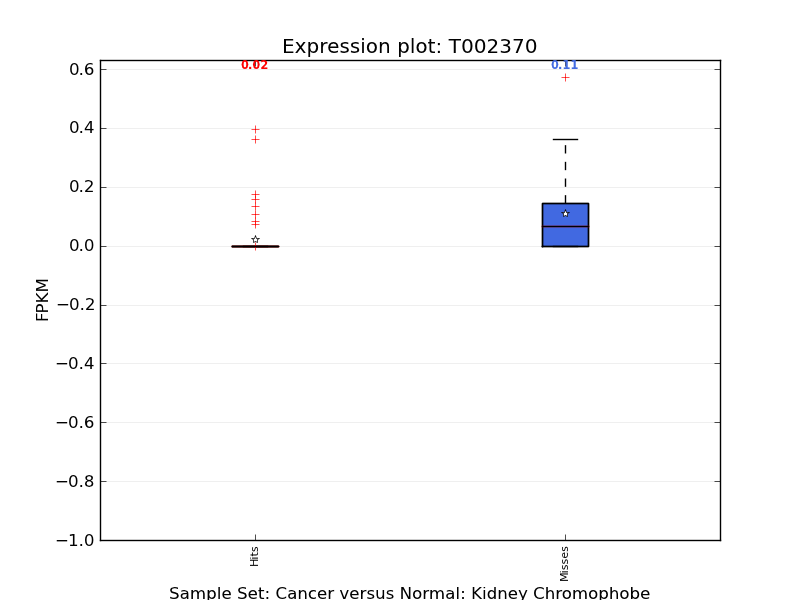 Expression plot: T002370
0.02
0.11
0.6
0.4
0.2
0.0
−0.2
−0.4
−0.6
−0.8
−1.0
FPKM
Hits
Misses
Sample Set: Cancer versus Normal: Kidney Chromophobe